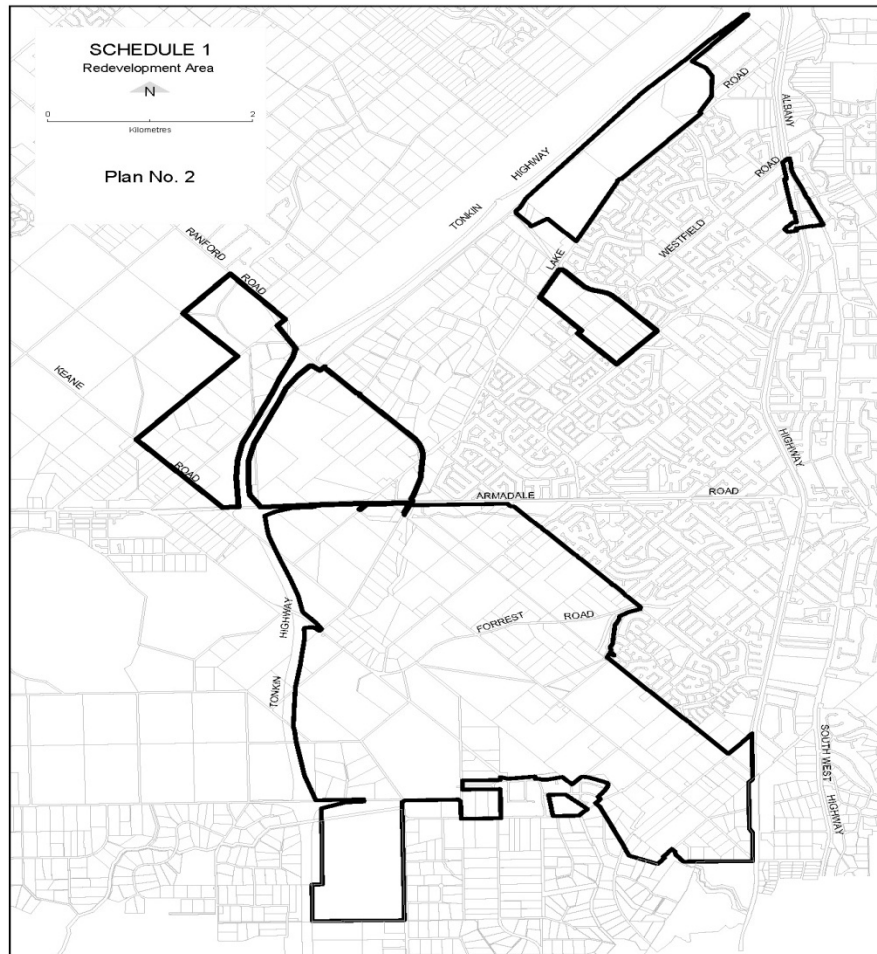 SCHEDULE 1
Redevelopment Area
N
0 2
Kilometres
Plan No. 2
ROAD
ALBANY
HIGHWAY
TONKIN
ROAD
WESTFIELD
RANFORD
ROAD
LAKE
KEANE
ROAD
HIGHWAY
ARMADALE ROAD
HIGHWAY
FORREST ROAD
TONKIN
SOUTH WEST
HIGHWAY